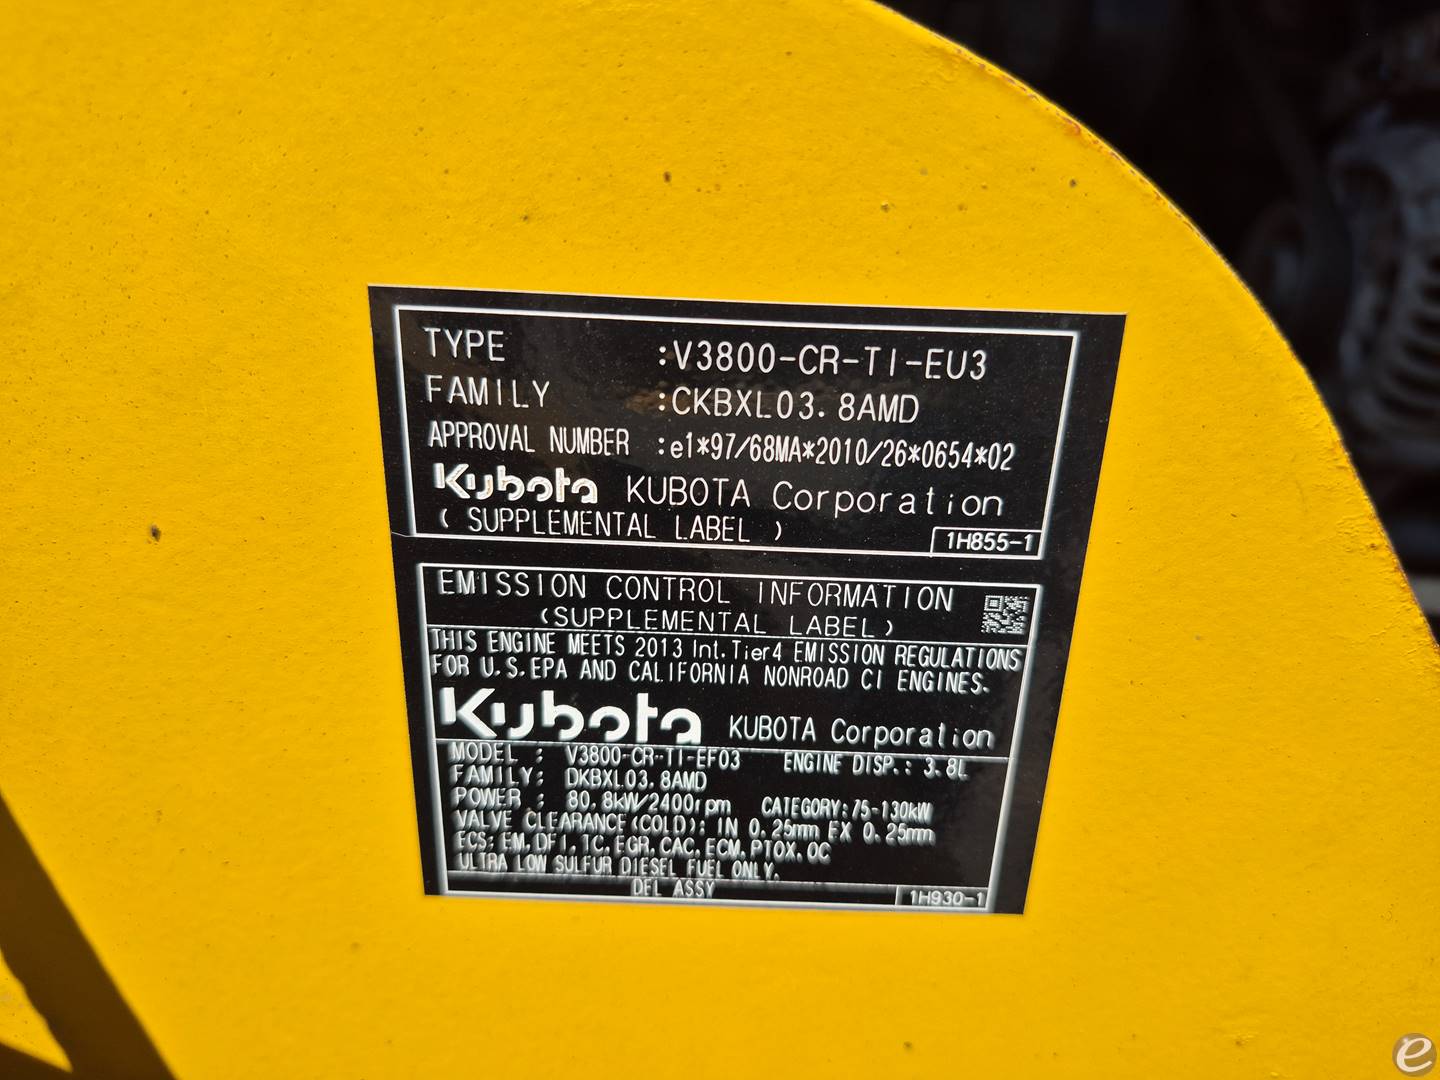 TYPE :V3800-CR-TI-EU3
FAMILY :CKBXL03.8AMD
APPROVAL NUMBER :e1*97/68MA*2010/26*0654*02
Kubota KUBOTA Corporation
( SUPPLEMENTAL LABEL )
1H855-1
EMISSION CONTROL INFORMATION
(SUPPLEMENTAL LABEL)
THIS ENGINE MEETS 2013 Int.Tier4 EMISSION REGULATIONS
FOR U.S.EPA AND CALIFORNIA NONROAD CI ENGINES.
Kubota KUBOTA Corporation
MODEL : V3800-CR-TI-EF03 ENGINE DISP.: 3.8L
FAMILY: DKBXL03.8AMD
POWER : 80.8kW/2400rpm CATEGORY:75-130kW
VALVE CLEARANCE(COLD): IN 0.25mm EX 0.25mm
ECS: EM,DFI,TC,EGR,CAC,ECM,PTOX,OC
ULTRA LOW SULFUR DIESEL FUEL ONLY.
DEL ASSY
1H930-1
e